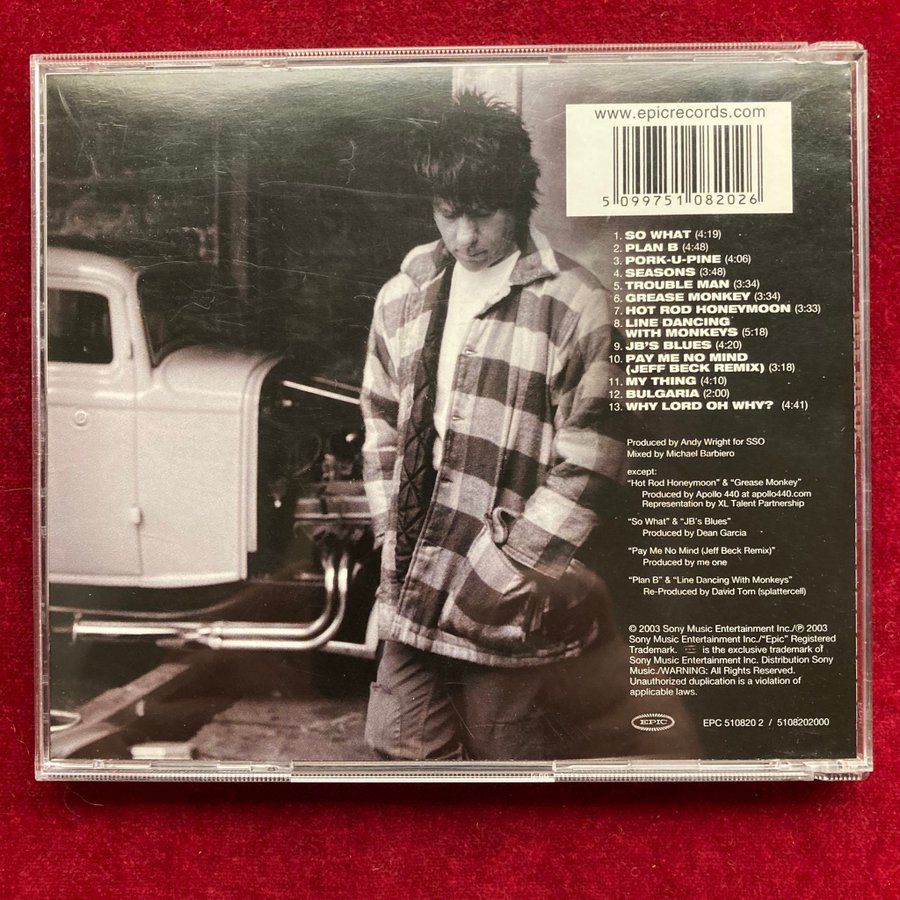 www.epicrecords.com
5 099751 082026
1. SO WHAT (4:19)
2. PLAN B (4:48)
3. PORK-U-PINE (4:06)
4. SEASONS (3:48)
5. TROUBLE MAN (3:34)
6. GREASE MONKEY (3:34)
7. HOT ROD HONEYMOON (3:33)
8. LINE DANCING
WITH MONKEYS (5:18)
9. JB'S BLUES (4:20)
10. PAY ME NO MIND
(JEFF BECK REMIX) (3:18)
11. MY THING (4:10)
12. BULGARIA (2:00)
13. WHY LORD OH WHY? (4:41)
Produced by Andy Wright for SSO
Mixed by Michael Barbiero
except:
"Hot Rod Honeymoon" & "Grease Monkey"
Produced by Apollo 440 at apollo440.com
Representation by XL Talent Partnership
"So What" & "JB's Blues"
Produced by Dean Garcia
"Pay Me No Mind (Jeff Beck Remix)"
Produced by me one
"Plan B" & "Line Dancing With Monkeys"
Re-Produced by David Torn (splattercell)
© 2003 Sony Music Entertainment Inc./℗ 2003
Sony Music Entertainment Inc./"Epic" Registered
Trademark. is the exclusive trademark of
Sony Music Entertainment Inc. Distribution Sony
Music./WARNING: All Rights Reserved.
Unauthorized duplication is a violation of
applicable laws.
EPIC EPC 510820 2 / 5108202000